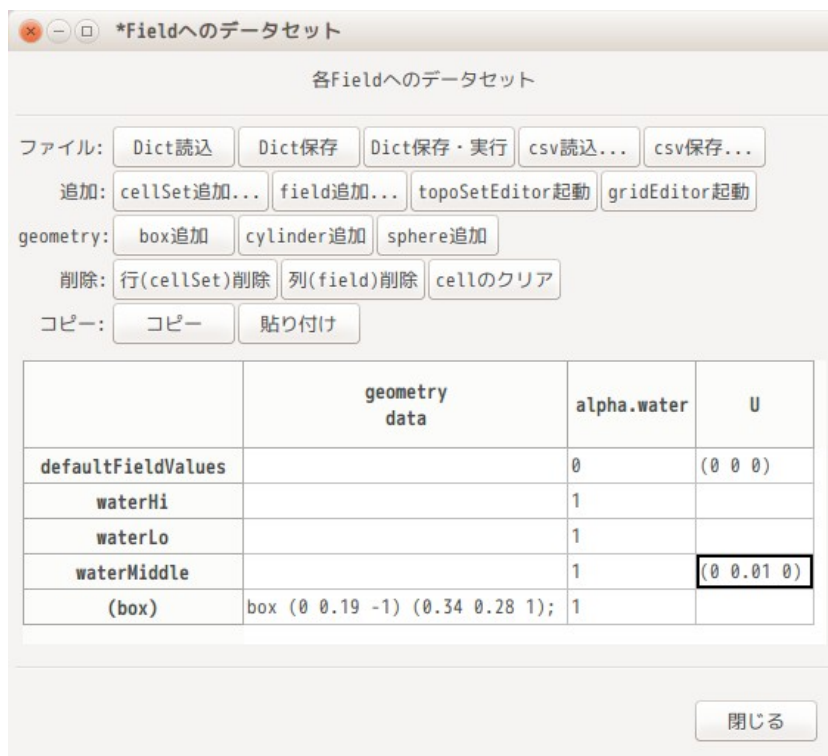 *Fieldへのデータセット
各Fieldへのデータセット
ファイル: Dict読込 Dict保存 Dict保存・実行 csv読込... csv保存...
追加: cellSet追加... field追加... topoSetEditor起動 gridEditor起動
geometry: box追加 cylinder追加 sphere追加
削除: 行(cellSet)削除 列(field)削除 cellのクリア
コピー: コピー 貼り付け
geometry
data alpha.water U
defaultFieldValues 0 (0 0 0)
waterHi 1
waterLo 1
waterMiddle 1 (0 0.01 0)
(box) box (0 0.19 -1) (0.34 0.28 1); 1
閉じる